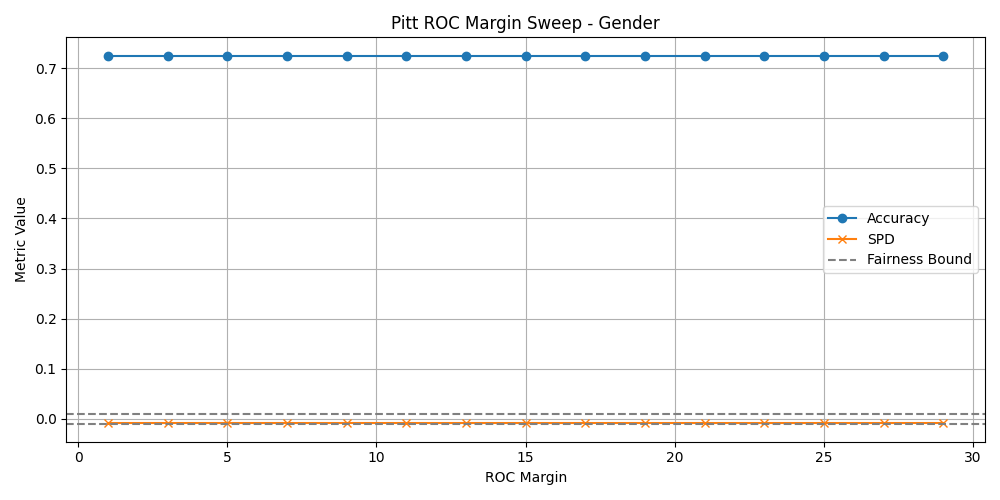 Pitt ROC Margin Sweep - Gender
Metric Value
0.7
0.6
0.5
0.4
0.3
0.2
0.1
0.0
Accuracy
SPD
Fairness Bound
0 5 10 15 20 25 30
ROC Margin